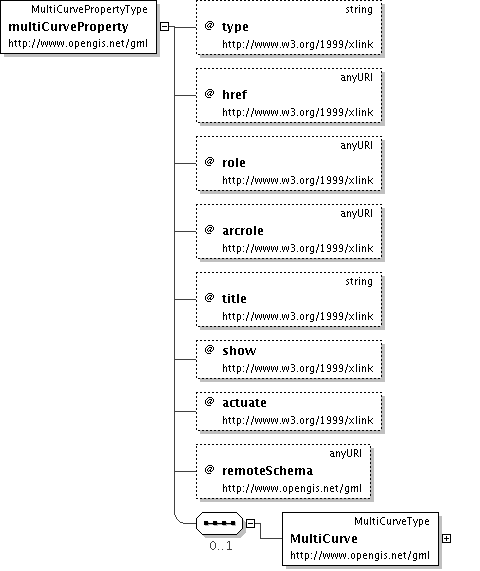 MultiCurvePropertyType
multiCurveProperty
http://www.opengis.net/gml
string
@ type
http://www.w3.org/1999/xlink
anyURI
@ href
http://www.w3.org/1999/xlink
anyURI
@ role
http://www.w3.org/1999/xlink
anyURI
@ arcrole
http://www.w3.org/1999/xlink
string
@ title
http://www.w3.org/1999/xlink
@ show
http://www.w3.org/1999/xlink
@ actuate
http://www.w3.org/1999/xlink
anyURI
@ remoteSchema
http://www.opengis.net/gml
0..1
MultiCurveType
MultiCurve
http://www.opengis.net/gml